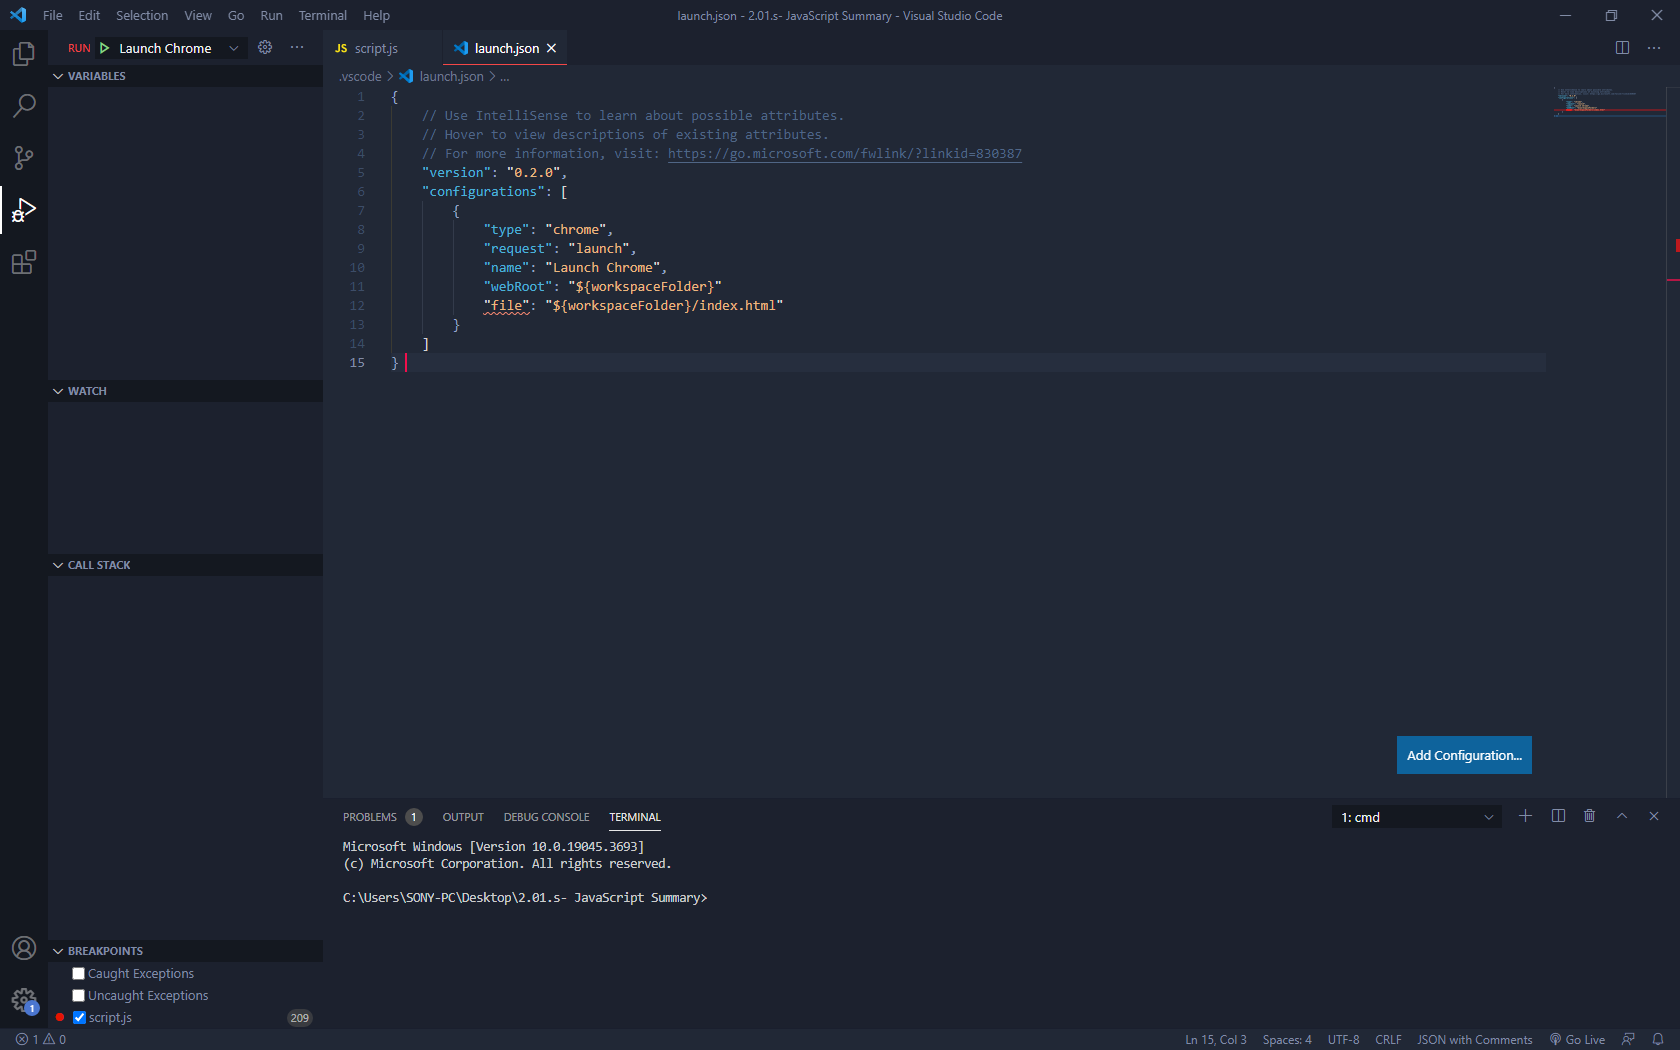 File Edit Selection View Go Run Terminal Help
launch.json - 2.01.s- JavaScript Summary - Visual Studio Code
RUN Launch Chrome
VARIABLES
WATCH
CALL STACK
BREAKPOINTS
Caught Exceptions
Uncaught Exceptions
script.js 209
1
JS script.js launch.json
.vscode > launch.json > ...
1 {
2 // Use IntelliSense to learn about possible attributes.
3 // Hover to view descriptions of existing attributes.
4 // For more information, visit: https://go.microsoft.com/fwlink/?linkid=830387
5 "version": "0.2.0",
6 "configurations": [
7 {
8 "type": "chrome",
9 "request": "launch",
10 "name": "Launch Chrome",
11 "webRoot": "${workspaceFolder}"
12 "file": "${workspaceFolder}/index.html"
13 }
14 ]
15 }
Add Configuration...
PROBLEMS 1 OUTPUT DEBUG CONSOLE TERMINAL 1: cmd
Microsoft Windows [Version 10.0.19045.3693]
(c) Microsoft Corporation. All rights reserved.
C:\Users\SONY-PC\Desktop\2.01.s- JavaScript Summary>
1 0 Ln 15, Col 3 Spaces: 4 UTF-8 CRLF JSON with Comments Go Live